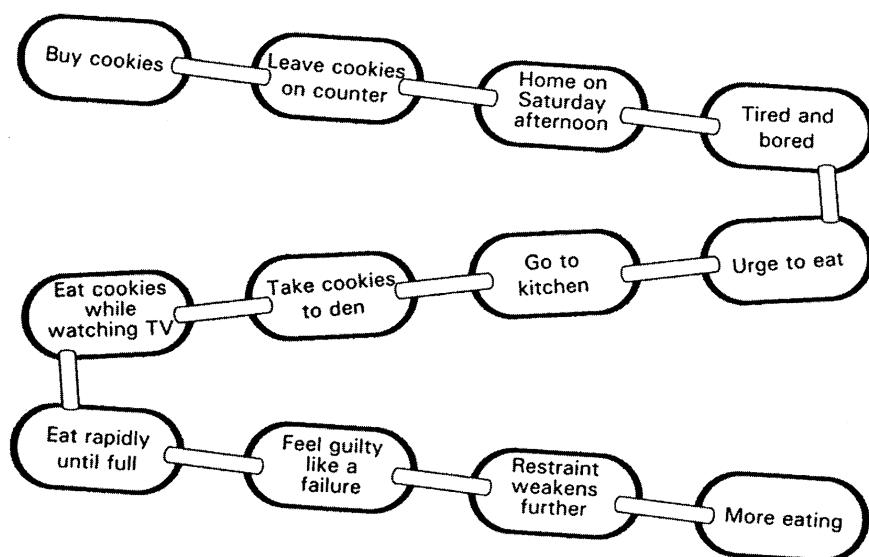 Buy cookies
Leave cookies
on counter
Home on
Saturday
afternoon
Tired and
bored
Urge to eat
Go to
kitchen
Take cookies
to den
Eat cookies
while
watching TV
Eat rapidly
until full
Feel guilty
like a
failure
Restraint
weakens
further
More eating